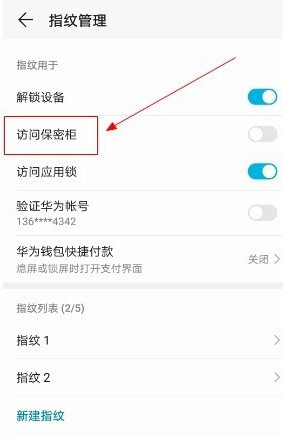 指纹管理
指纹用于
解锁设备
访问保密柜
访问应用锁
验证华为帐号
136****4342
华为钱包快捷付款
熄屏或锁屏时打开支付界面
关闭
指纹列表 (2/5)
指纹 1
指纹 2
新建指纹